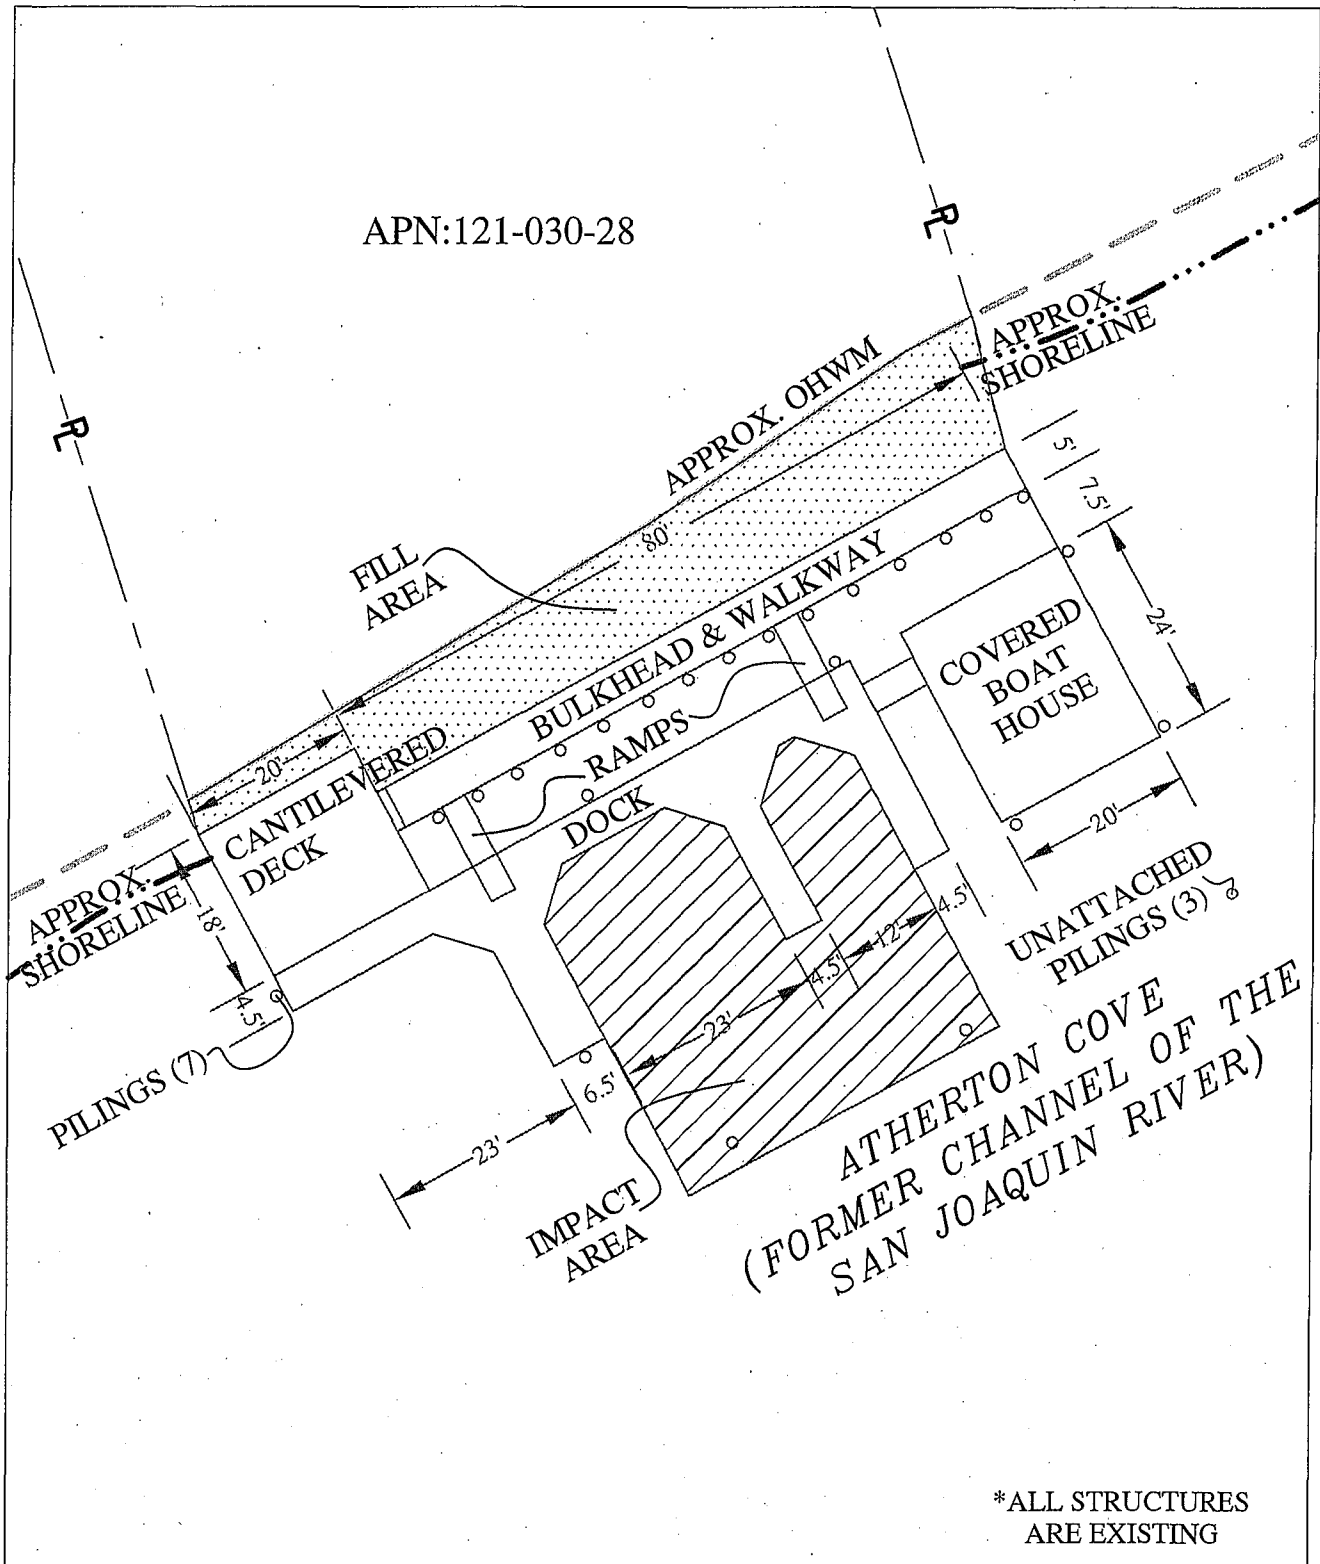 APN:121-030-28
PL
PL
APPROX.
SHORELINE
APPROX. OHWM
5'
7.5'
80'
FILL
AREA
BULKHEAD & WALKWAY
24'
COVERED
BOAT
HOUSE
RAMPS
20'
CANTILEVERED
DECK
DOCK
20'
APPROX.
SHORELINE
18'
4.5'
UNATTACHED
PILINGS (3)
4.5'
12'
4.5'
23'
6.5'
23'
PILINGS (7)
IMPACT
AREA
ATHERTON COVE
(FORMER CHANNEL OF THE
SAN JOAQUIN RIVER)
*ALL STRUCTURES
ARE EXISTING